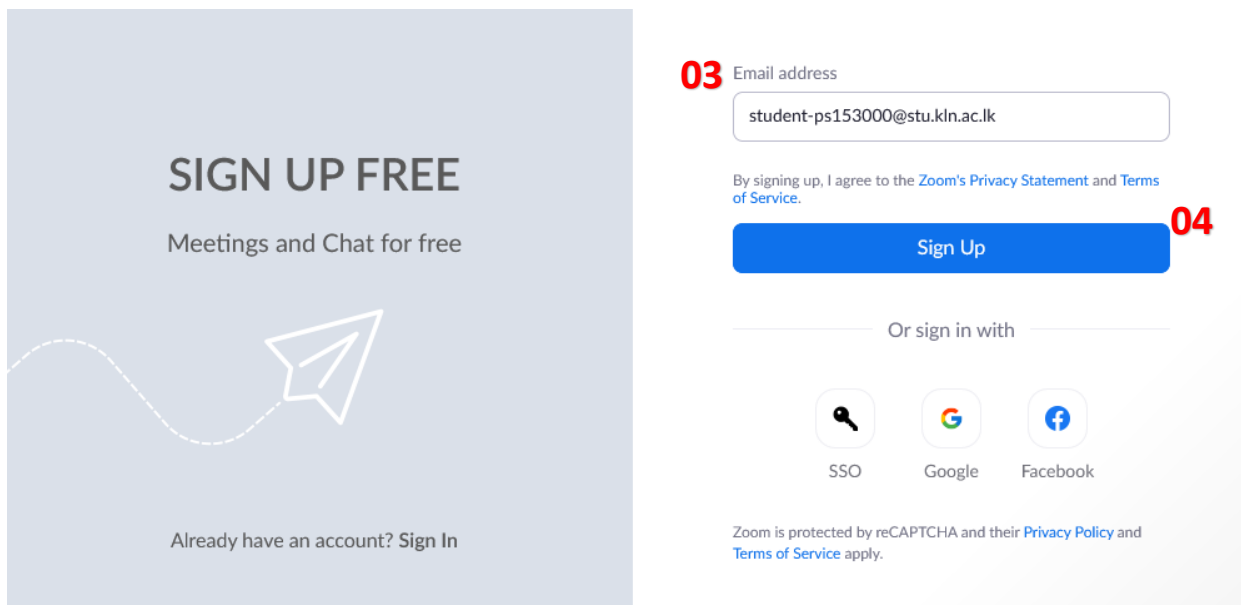 SIGN UP FREE
Meetings and Chat for free
Already have an account? Sign In
03
Email address
student-ps153000@stu.kln.ac.lk
By signing up, I agree to the Zoom's Privacy Statement and Terms
of Service.
04
Sign Up
Or sign in with
SSO Google Facebook
Zoom is protected by reCAPTCHA and their Privacy Policy and
Terms of Service apply.